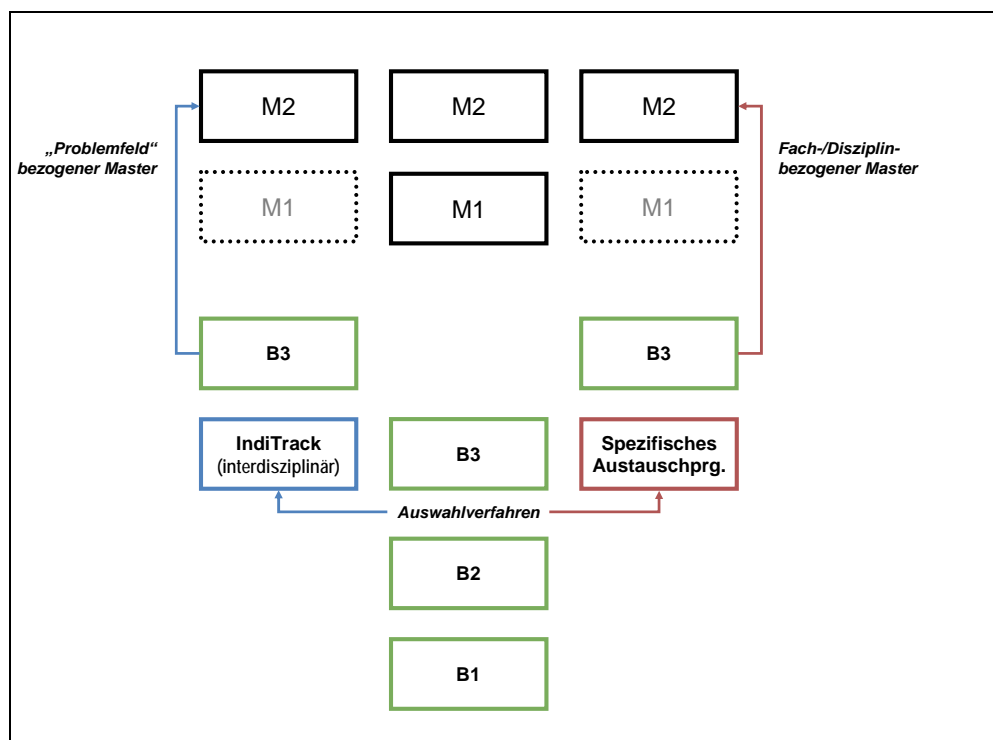 M2
M2
M2
„Problemfeld“
bezogener Master
Fach-/Disziplin-
bezogener Master
M1
M1
M1
B3
B3
IndiTrack
(interdisziplinär)
B3
Spezifisches
Austauschprg.
Auswahlverfahren
B2
B1